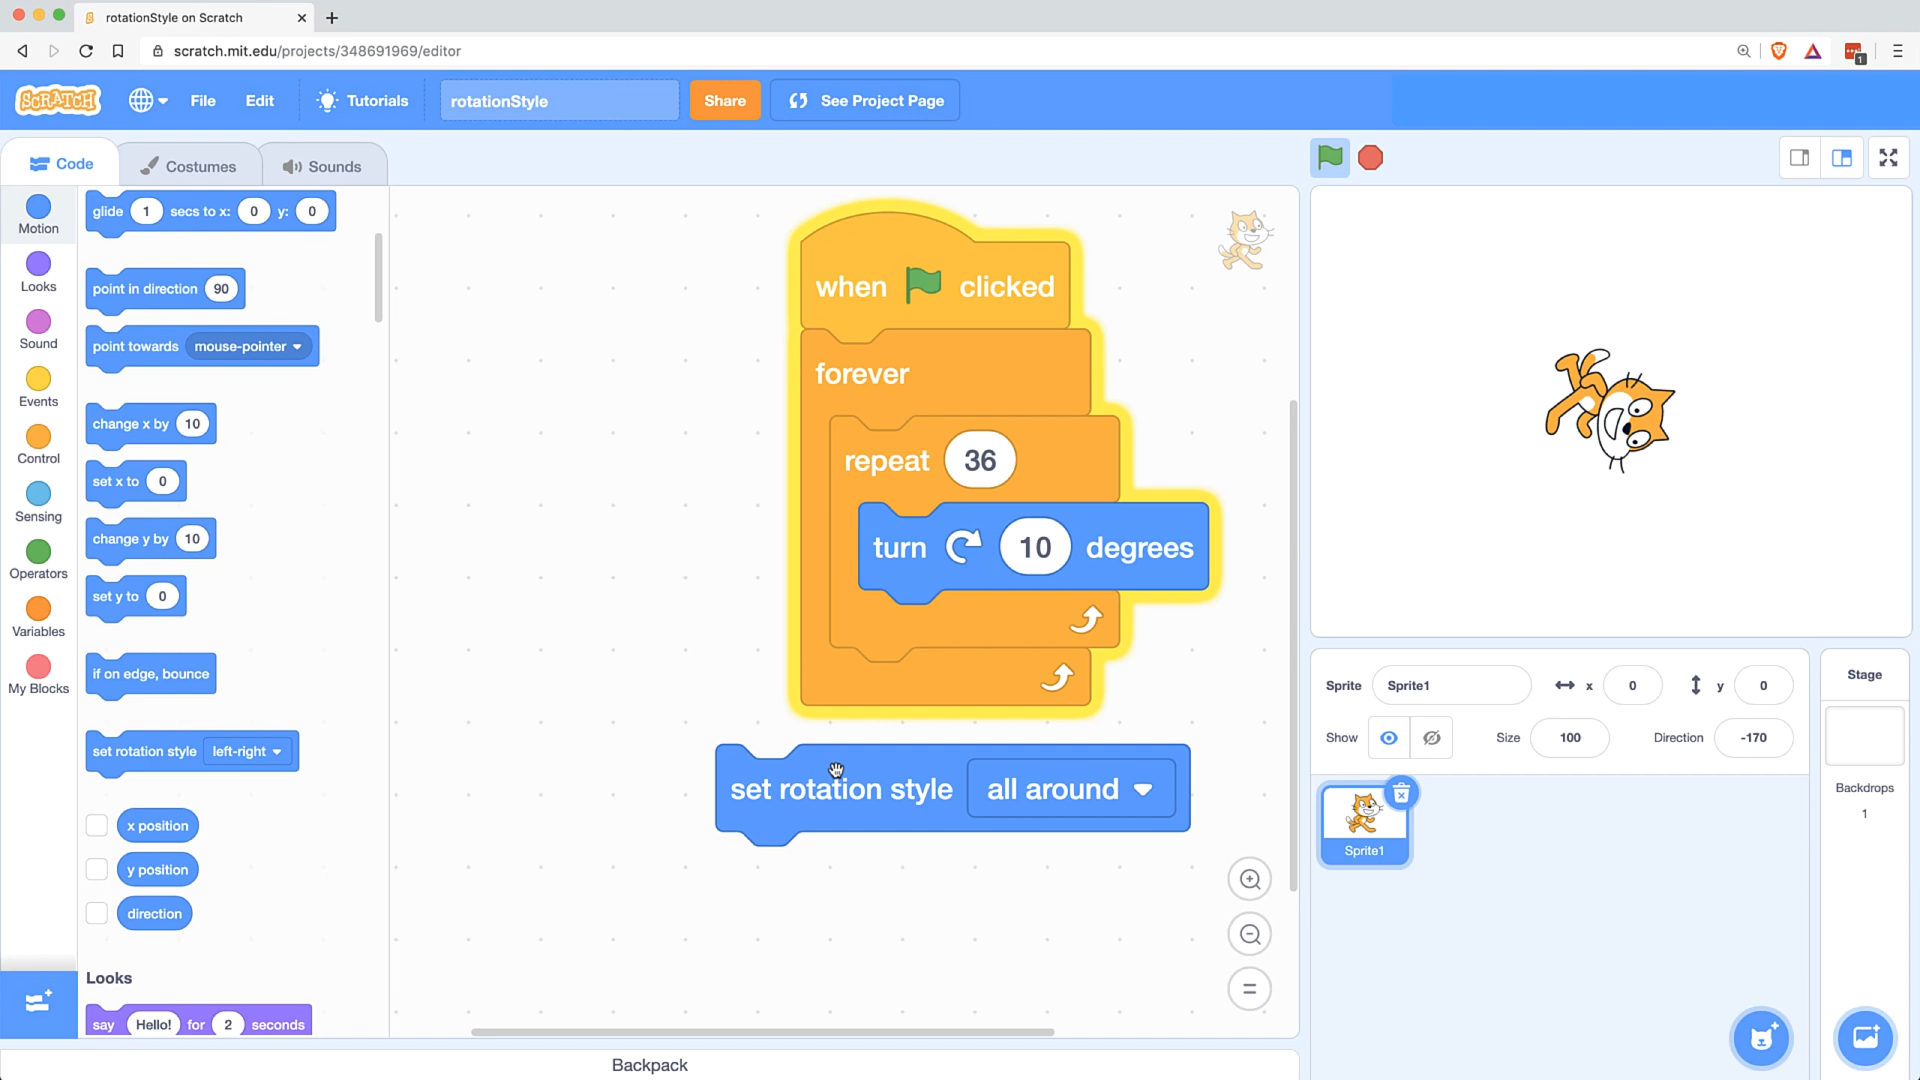 rotationStyle on Scratch
scratch.mit.edu/projects/348691969/editor
1
SCRATCH
File
Edit
Tutorials
rotationStyle
Share
See Project Page
Code
Costumes
Sounds
Motion
Looks
Sound
Events
Control
Sensing
Operators
Variables
My Blocks
glide 1 secs to x: 0 y: 0
point in direction 90
point towards mouse-pointer
change x by 10
set x to 0
change y by 10
set y to 0
if on edge, bounce
set rotation style left-right
x position
y position
direction
Looks
say Hello! for 2 seconds
when clicked
forever
repeat 36
turn 10 degrees
set rotation style all around
Backpack
Sprite Sprite1 x 0 y 0
Show Size 100 Direction -170
Sprite1
Stage
Backdrops
1